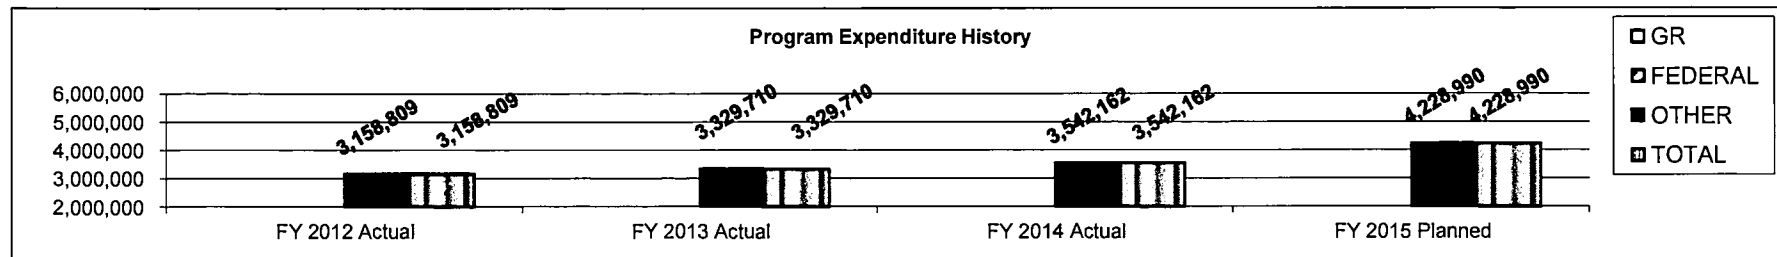 Program Expenditure History
GR
FEDERAL
OTHER
TOTAL
6,000,000
5,000,000
4,000,000
3,000,000
2,000,000
3,158,809
3,158,809
3,329,710
3,329,710
3,542,162
3,542,162
4,228,990
4,228,990
FY 2012 Actual
FY 2013 Actual
FY 2014 Actual
FY 2015 Planned